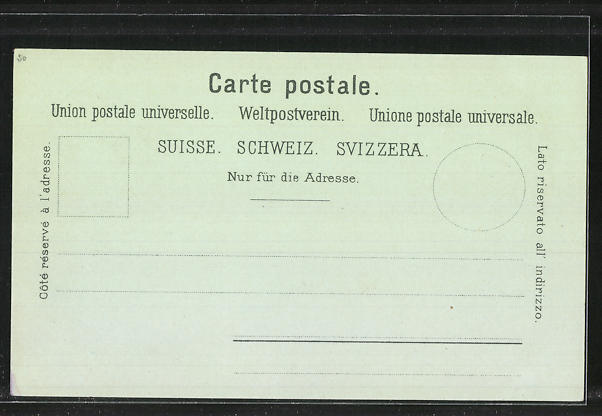 50
Carte postale.
Union postale universelle. Weltpostverein. Unione postale universale.
SUISSE. SCHWEIZ. SVIZZERA.
Nur für die Adresse.
Côté réservé à l'adresse.
Lato riservato all' indirizzo.